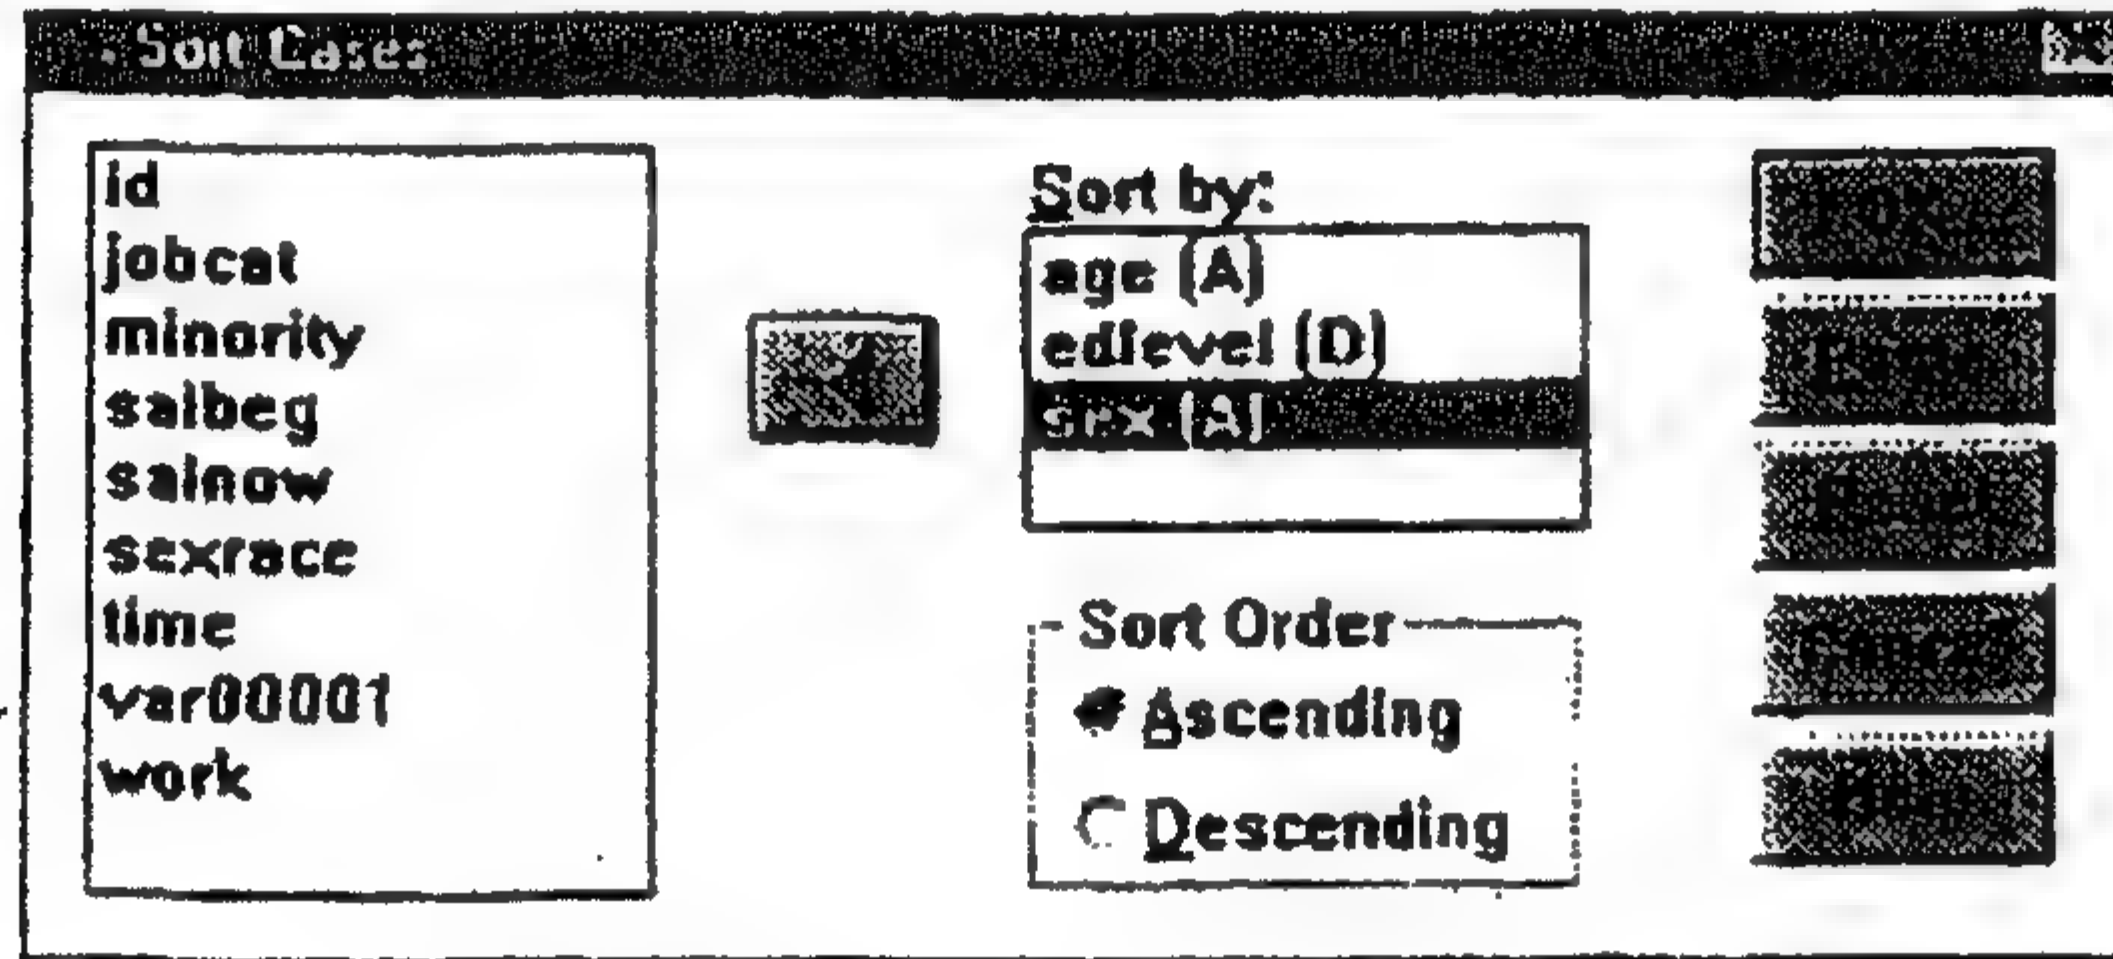 Sort Cases
id
jobcat
minority
salbeg
salnow
sexrace
time
var00001
work
Sort by:
age (A)
edlevel (D)
sex (A)
Sort Order
Ascending
Descending
OK